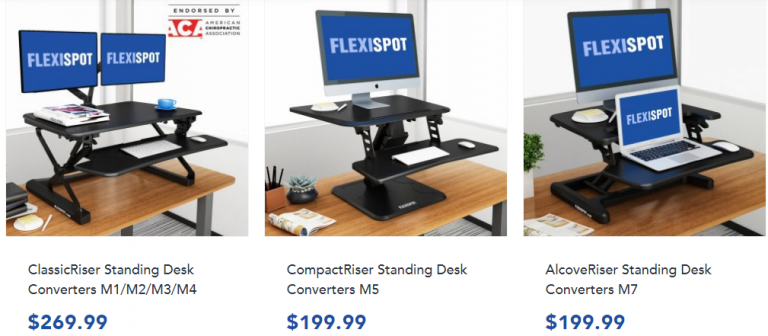 ENDORSED BY
ACA AMERICAN
CHIROPRACTIC
ASSOCIATION
FLEXISPOT FLEXISPOT
FLEXISPOT
FLEXISPOT
FLEXISPOT
ClassicRiser Standing Desk
Converters M1/M2/M3/M4
$269.99
CompactRiser Standing Desk
Converters M5
$199.99
AlcoveRiser Standing Desk
Converters M7
$199.99